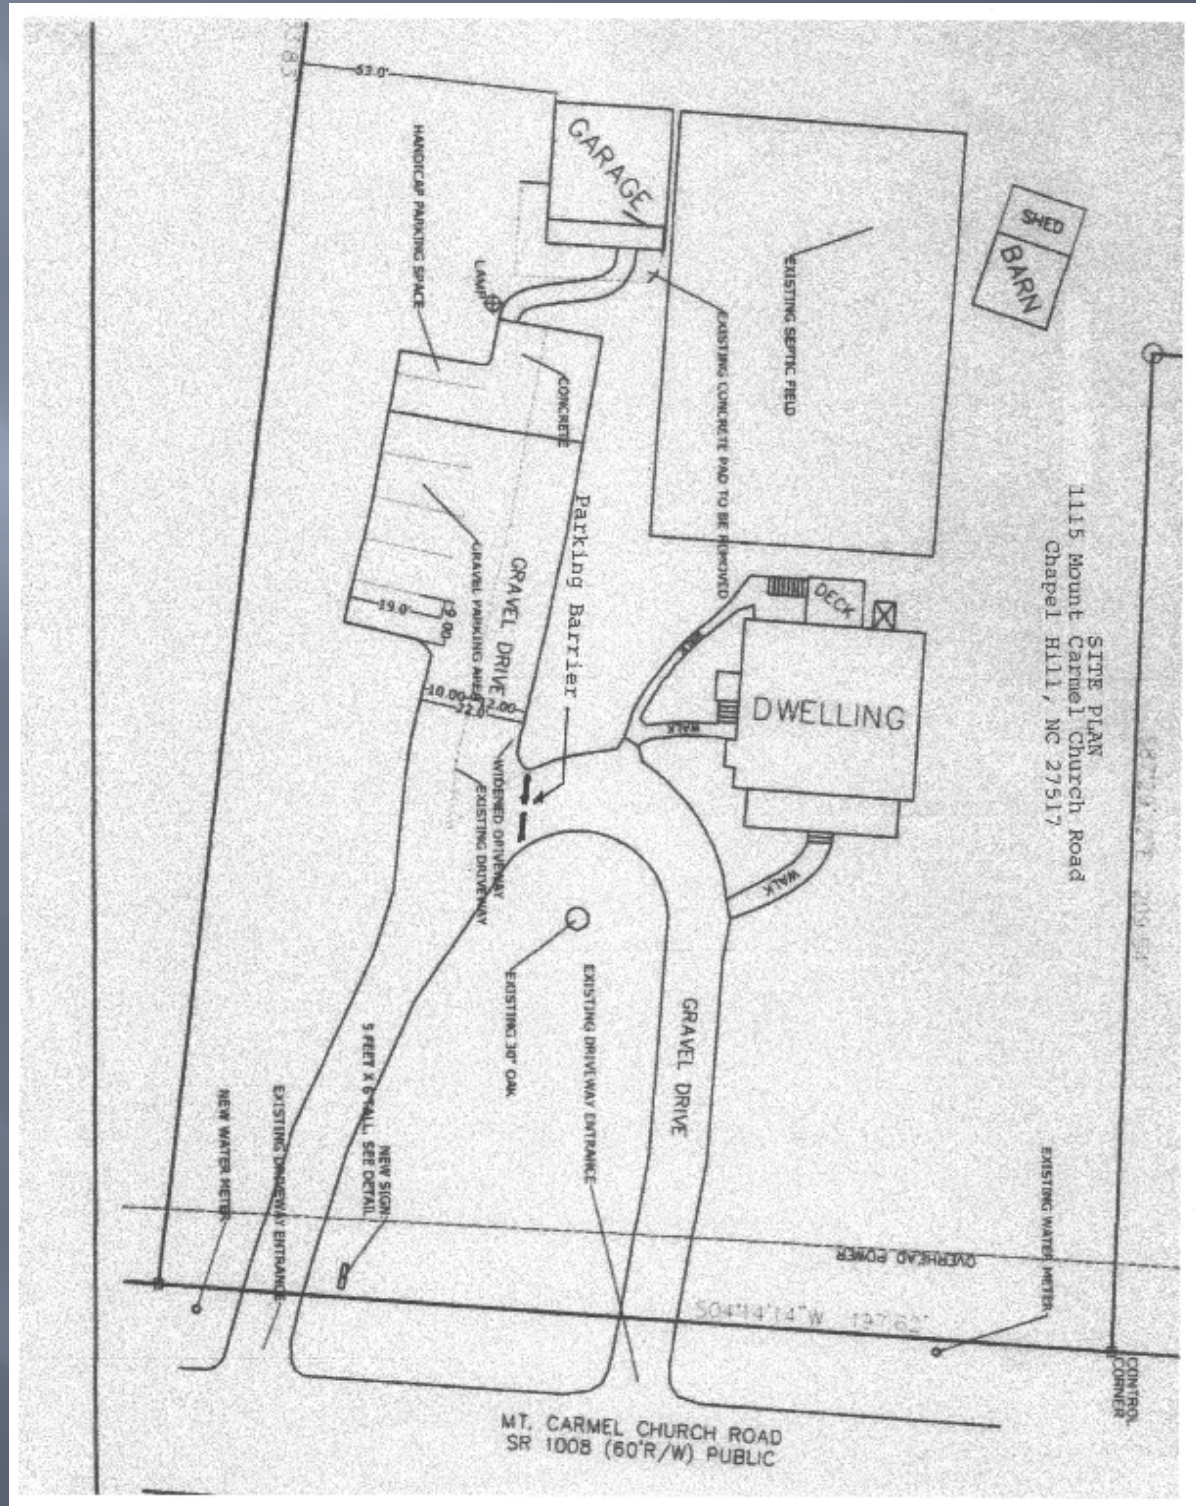 SITE PLAN
1115 Mount Carmel Church Road
Chapel Hill, NC 27517
53.0'
GARAGE
SHED
BARN
HANDICAP PARKING SPACE
LAMP
EXISTING SEPTIC FIELD
EXISTING CONCRETE PAD TO BE REMOVED
CONCRETE
Parking Barrier
GRAVEL DRIVE
GRAVEL PARKING AREA
19.0'
9.00
10.00
12.00
22.0'
DECK
DWELLING
WALK
WALK
WALK
WIDENED DRIVEWAY
EXISTING DRIVEWAY
EXISTING 30" OAK
EXISTING DRIVEWAY ENTRANCE
GRAVEL DRIVE
NEW SIGN
5 FEET X 6 TALL, SEE DETAIL
EXISTING DRIVEWAY ENTRANCE
NEW WATER METER
EXISTING WATER METER
OVERHEAD POWER
S04°14'14"W 197.62'
CONTROL
CORNER
MT. CARMEL CHURCH ROAD
SR 1008 (60'R/W) PUBLIC